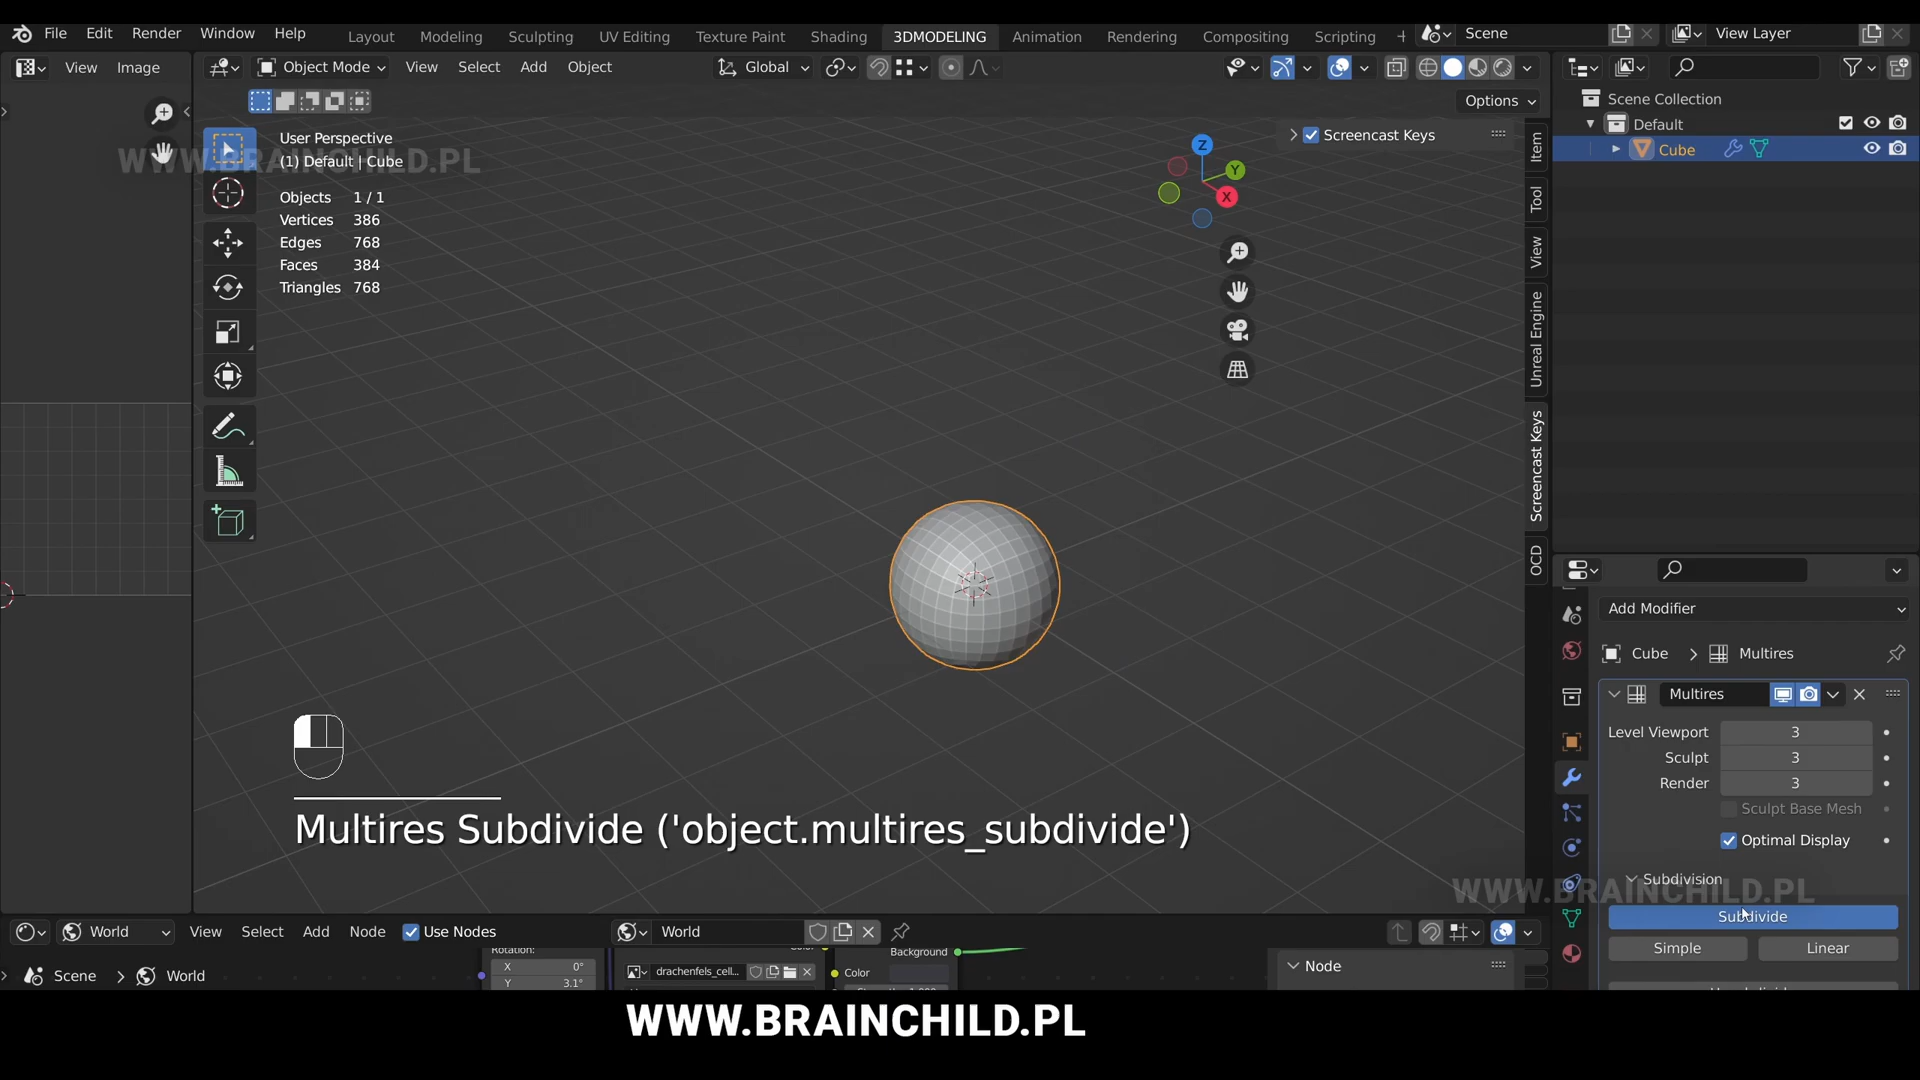 File Edit Render Window Help
Layout Modeling Sculpting UV Editing Texture Paint Shading 3DMODELING Animation Rendering Compositing Scripting +
Scene
View Layer
View Image
Object Mode View Select Add Object
Global
Options
User Perspective
(1) Default | Cube
WWW.BRAINCHILD.PL
Objects 1 / 1
Vertices 386
Edges 768
Faces 384
Triangles 768
Screencast Keys
Z
Y
X
Item
Tool
View
Unreal Engine
Screencast Keys
OCD
Scene Collection
Default
Cube
Add Modifier
Cube > Multires
Multires
Level Viewport 3
Sculpt 3
Render 3
Sculpt Base Mesh
Optimal Display
Subdivision
WWW.BRAINCHILD.PL
Subdivide
Simple Linear
Multires Subdivide ('object.multires_subdivide')
World View Select Add Node Use Nodes
World
Scene > World
Rotation:
X 0°
Y 3.1°
drachenfels_cell...
Background
Color
Node
WWW.BRAINCHILD.PL